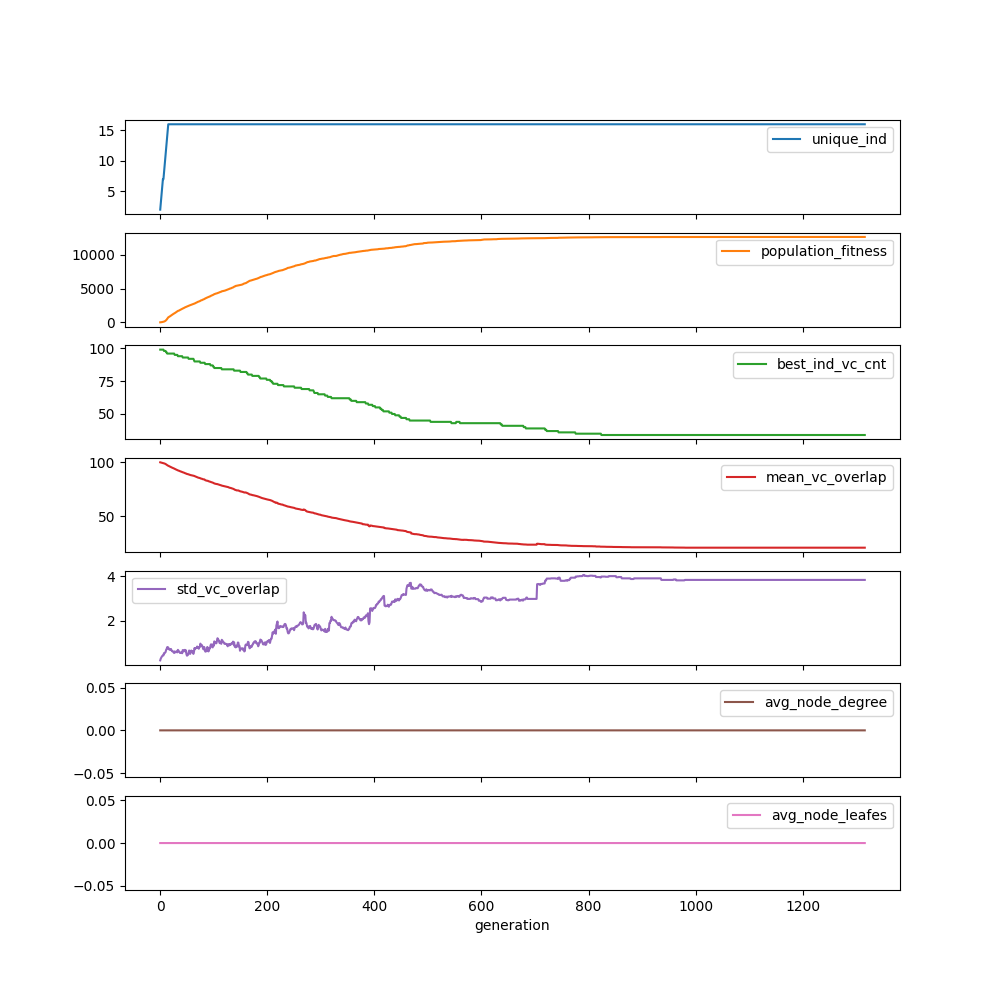 15
10
5
unique_ind
10000
5000
0
population_fitness
100
75
50
best_ind_vc_cnt
100
50
mean_vc_overlap
4
2
std_vc_overlap
0.05
0.00
−0.05
avg_node_degree
0.05
0.00
−0.05
avg_node_leafes
0 200 400 600 800 1000 1200
generation